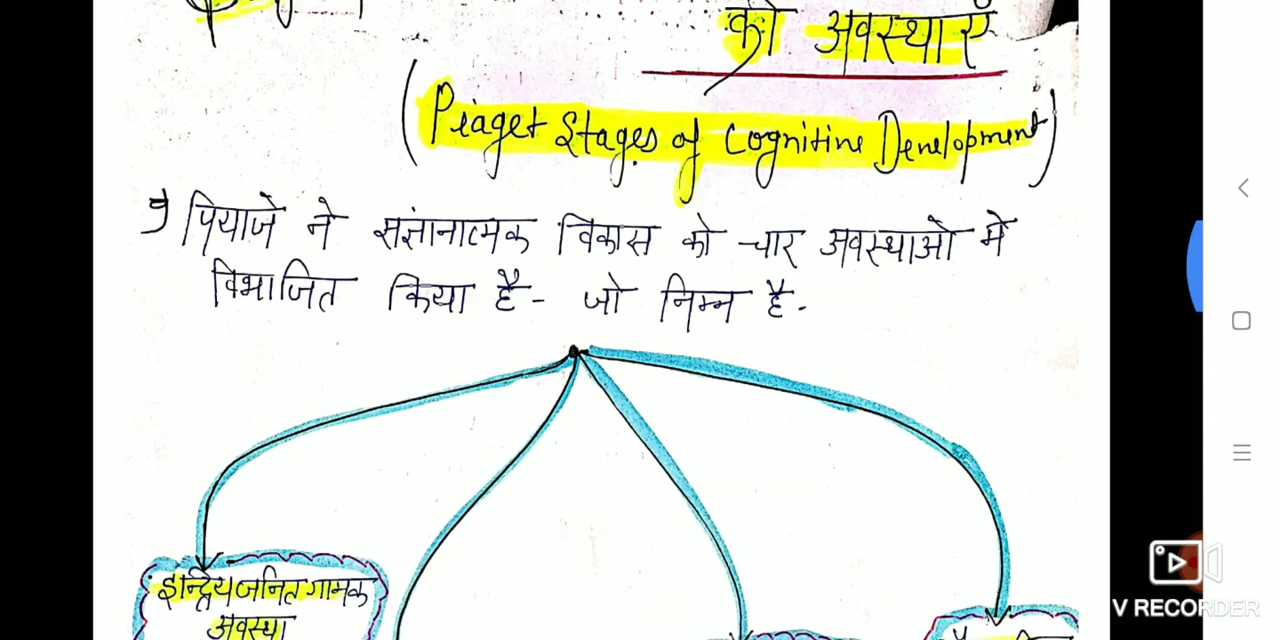 की अवस्थाएँ
(Piaget Stages of Cognitive Development)
→ पियाजे ने संज्ञानात्मक विकास को चार अवस्थाओ में
विभाजित किया है - जो निम्न है -
इन्द्रियजनित गामक
अवस्था
V RECORDER